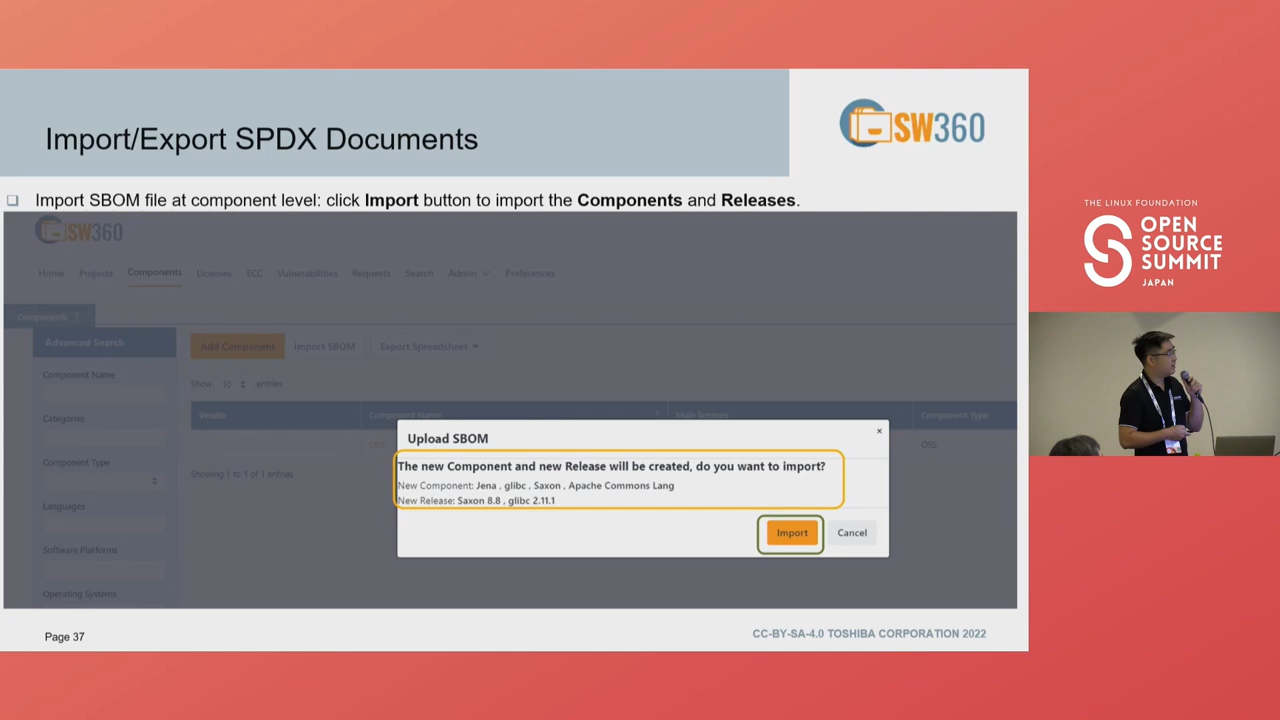 Import/Export SPDX Documents
SW360
Import SBOM file at component level: click Import button to import the Components and Releases.
SW360
Home Projects Components Licenses ECC Vulnerabilities Requests Search Admin Preferences
Components
Advanced Search
Add Component Import SBOM Export Spreadsheet
Component Name
Show 10 entries
Vendor Component Name Main licenses Component Type
Categories
OSS
Component Type
Showing 1 to 1 of 1 entries
Languages
Software Platforms
Operating Systems
Upload SBOM ×
The new Component and new Release will be created, do you want to import?
New Component: Jena , glibc , Saxon , Apache Commons Lang
New Release: Saxon 8.8 , glibc 2.11.1
Import Cancel
Page 37
CC-BY-SA-4.0 TOSHIBA CORPORATION 2022
THE LINUX FOUNDATION
OPEN
SOURCE
SUMMIT
JAPAN